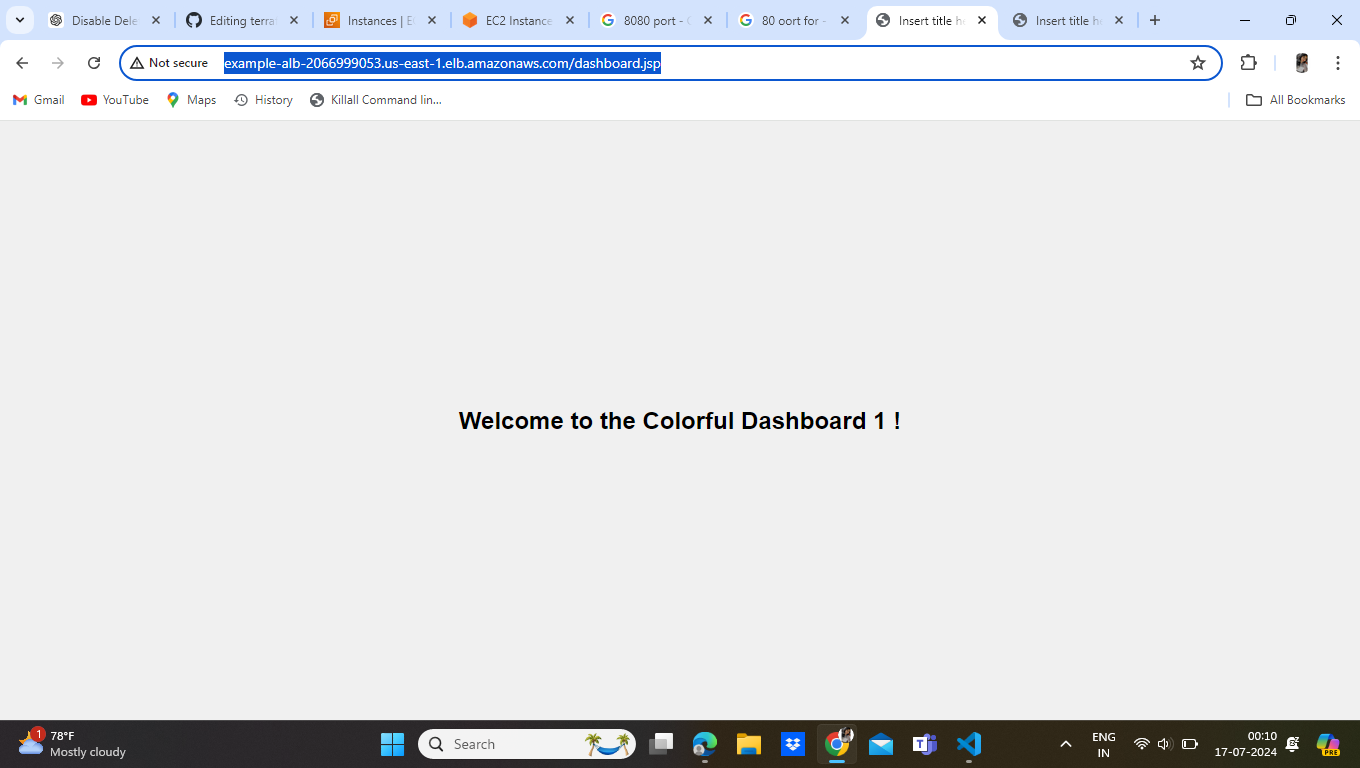 Disable Dele
Editing terra
Instances | E
EC2 Instance
8080 port - 
80 oort for -
Insert title h
Insert title h
Not secure
example-alb-2066999053.us-east-1.elb.amazonaws.com/dashboard.jsp
Gmail
YouTube
Maps
History
Killall Command lin...
All Bookmarks
Welcome to the Colorful Dashboard 1 !
1
78°F
Mostly cloudy
Search
ENG
IN
00:10
17-07-2024
PRE